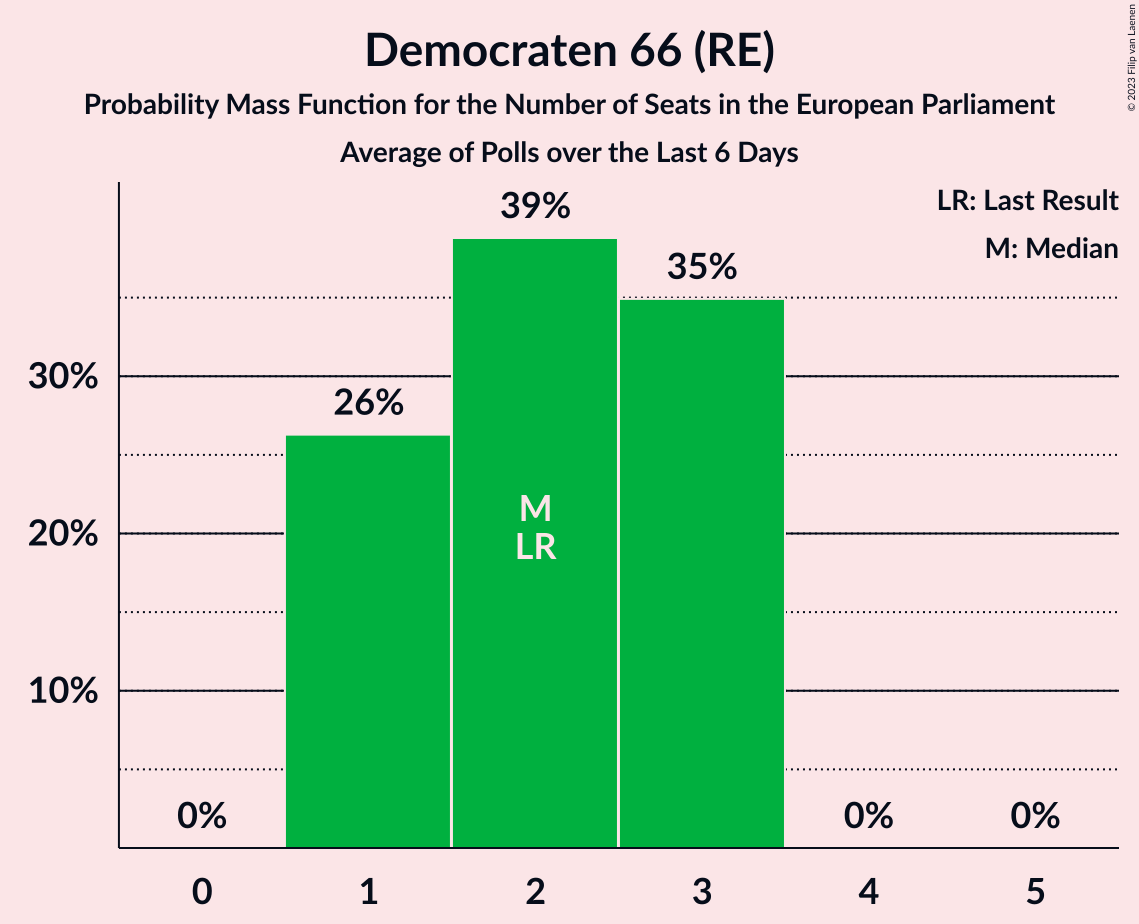 Democraten 66 (RE)
Probability Mass Function for the Number of Seats in the European Parliament
Average of Polls over the Last 6 Days
© 2023 Filip van Laenen
LR: Last Result
M: Median
39%
35%
26%
30%
20%
10%
M
LR
0%
0%
0%
0
1
2
3
4
5